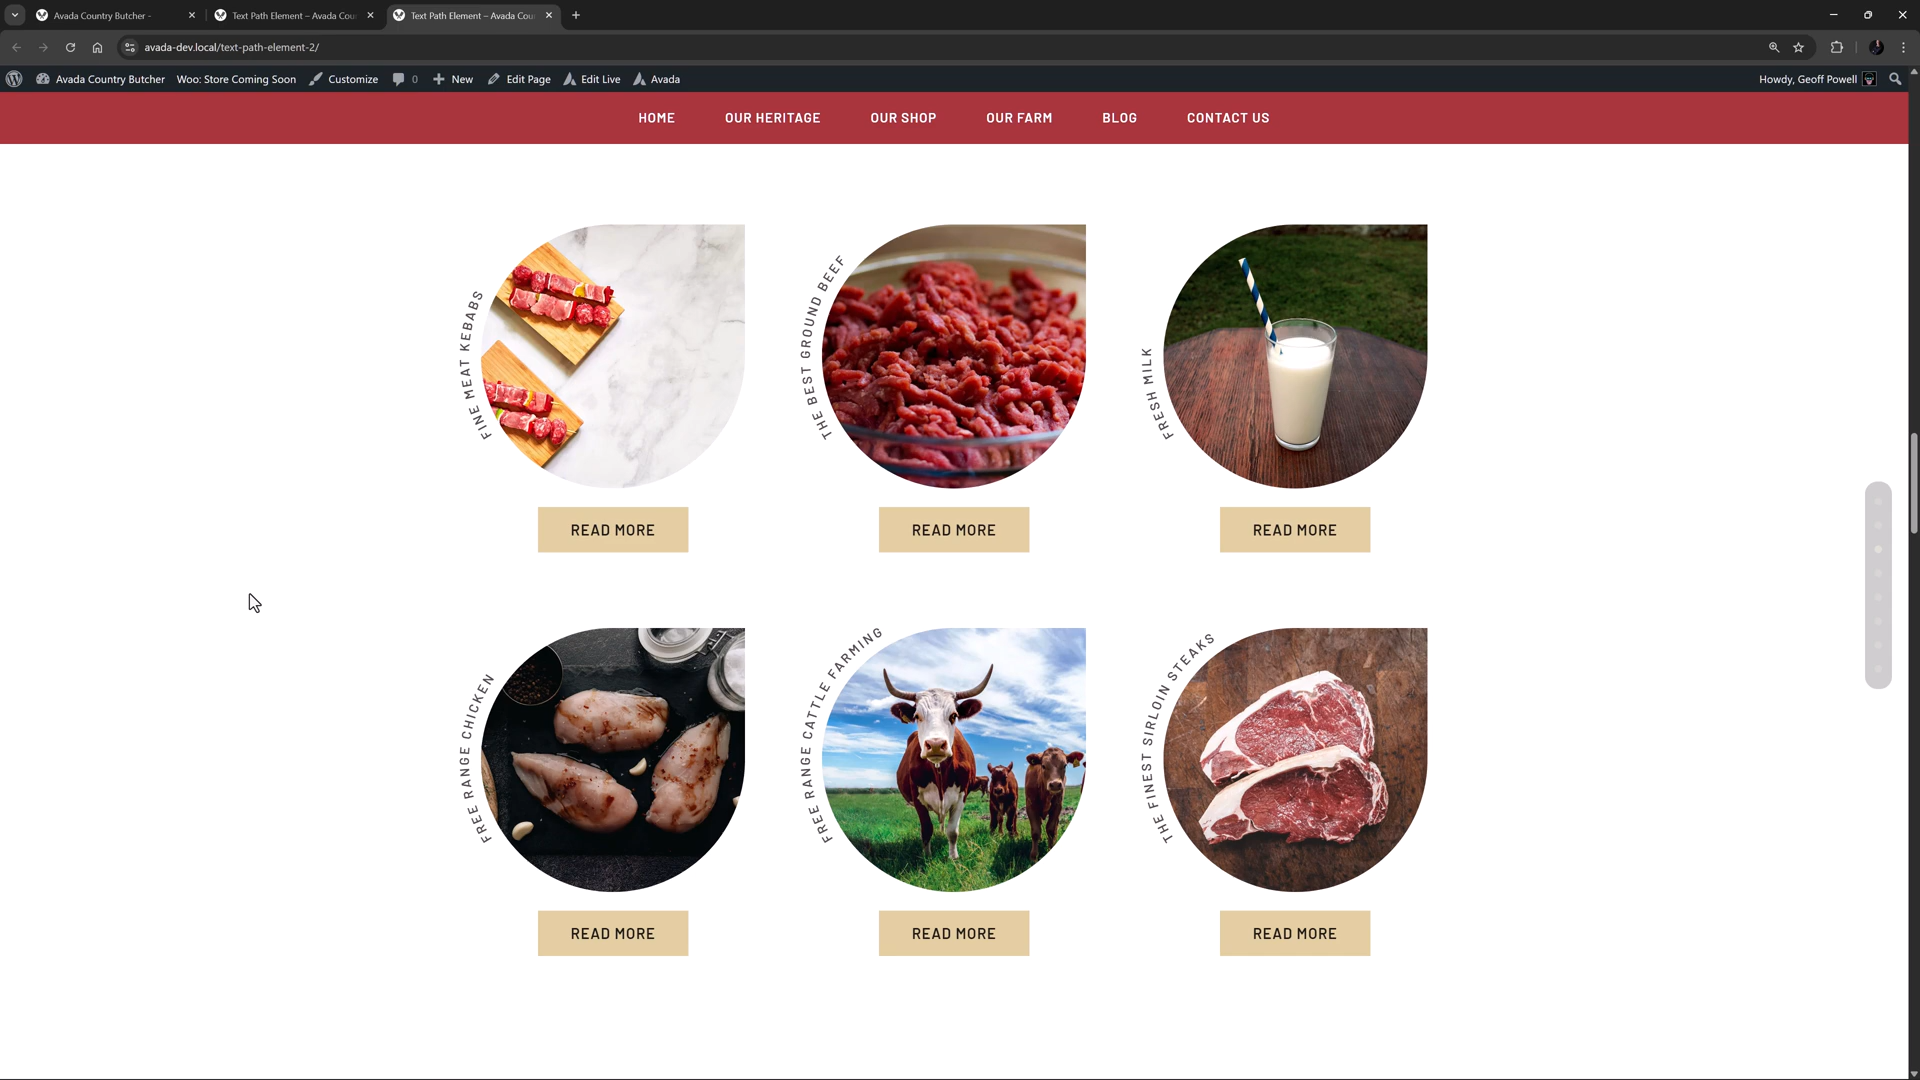 Avada Country Butcher -
Text Path Element – Avada Cou
Text Path Element – Avada Cou
avada-dev.local/text-path-element-2/
Avada Country Butcher
Woo: Store Coming Soon
Customize
0
New
Edit Page
Edit Live
Avada
Howdy, Geoff Powell
HOME
OUR HERITAGE
OUR SHOP
OUR FARM
BLOG
CONTACT US
FINE MEAT KEBABS
THE BEST GROUND BEEF
FRESH MILK
READ MORE
READ MORE
READ MORE
FREE RANGE CHICKEN
FREE RANGE CATTLE FARMING
THE FINEST SIRLOIN STEAKS
READ MORE
READ MORE
READ MORE